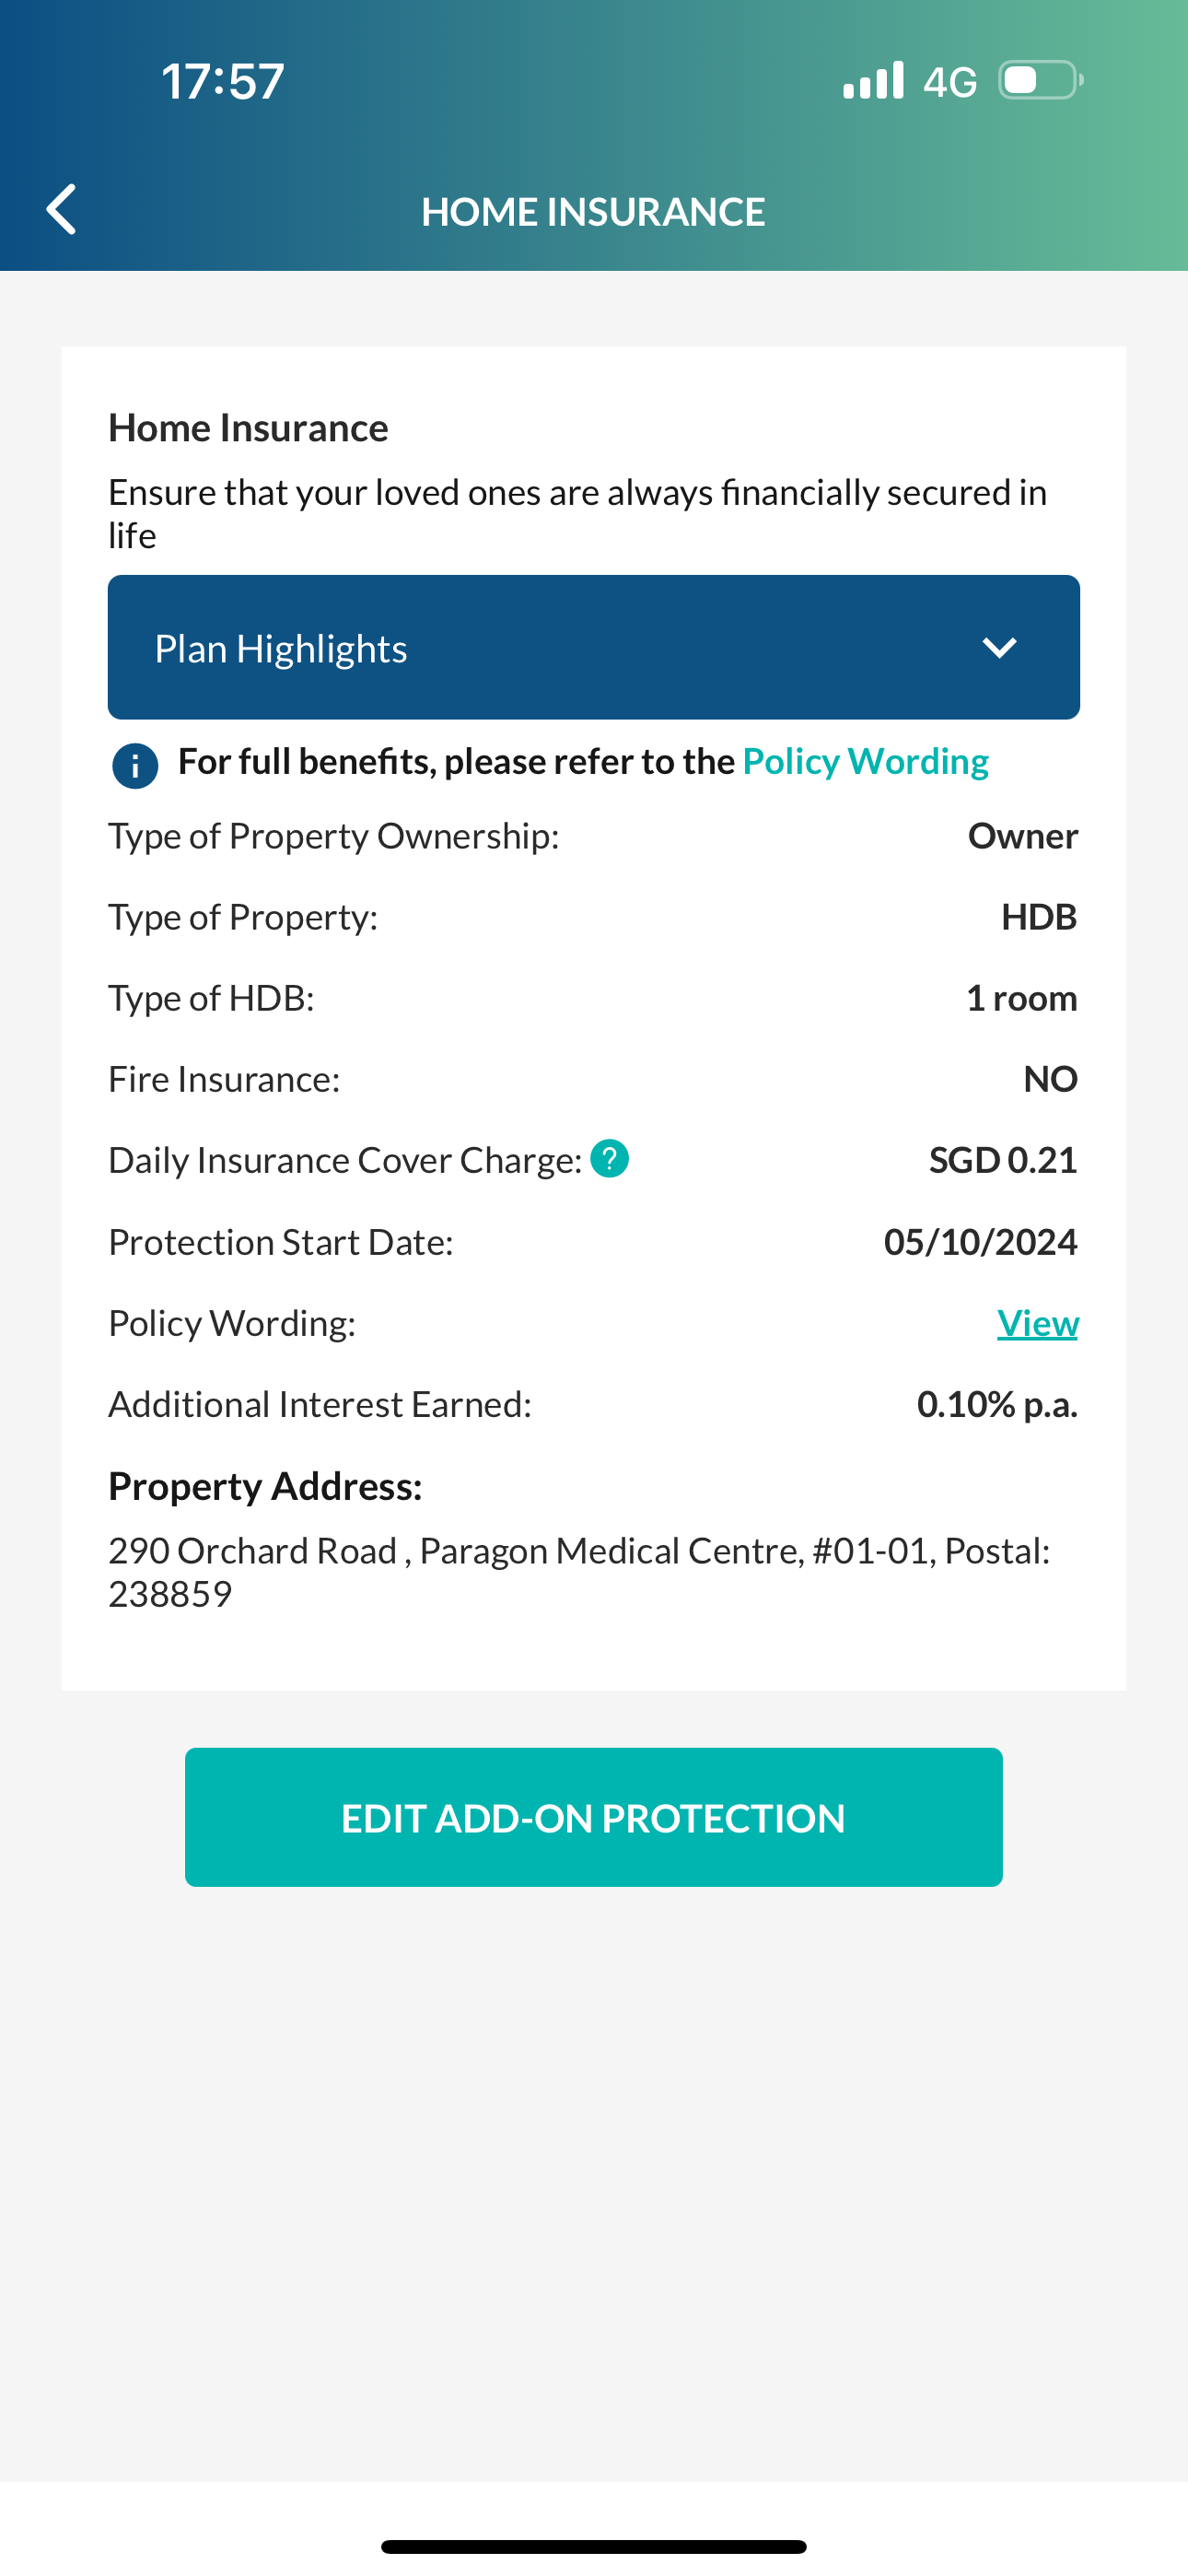 17:57 4G
HOME INSURANCE
Home Insurance
Ensure that your loved ones are always financially secured in
life
Plan Highlights
i For full benefits, please refer to the Policy Wording
Type of Property Ownership: Owner
Type of Property: HDB
Type of HDB: 1 room
Fire Insurance: NO
Daily Insurance Cover Charge: ? SGD 0.21
Protection Start Date: 05/10/2024
Policy Wording: View
Additional Interest Earned: 0.10% p.a.
Property Address:
290 Orchard Road , Paragon Medical Centre, #01-01, Postal:
238859
EDIT ADD-ON PROTECTION